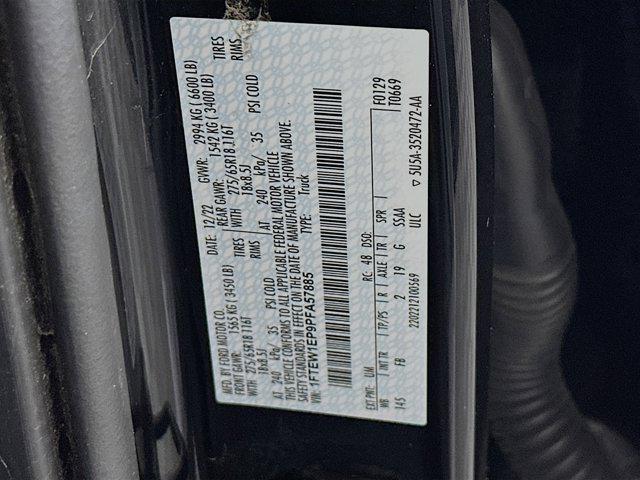 MFD. BY FORD MOTOR CO.
DATE: 12/22 GVWR: 2994 KG ( 6600 LB)
FRONT GAWR: 1565 KG ( 3450 LB) REAR GAWR: 1542 KG ( 3400 LB)
WITH 275/65R18 116T TIRES WITH 275/65R18 116T TIRES
18x8.5J RIMS 18x8.5J RIMS
AT 240 kPa/ 35 PSI COLD AT 240 kPa/ 35 PSI COLD
THIS VEHICLE CONFORMS TO ALL APPLICABLE FEDERAL MOTOR VEHICLE
SAFETY STANDARDS IN EFFECT ON THE DATE OF MANUFACTURE SHOWN ABOVE.
VIN: 1FTEW1EP9PFA57885 TYPE: Truck
F0129
EXT PNT: UM RC: 48 DSO: T0669
WB INT TR TP/PS R AXLE TR SPR
145 FB 2 19 G S5AA
2202212100569 ULC ▽ 5U5A-3520472-AA